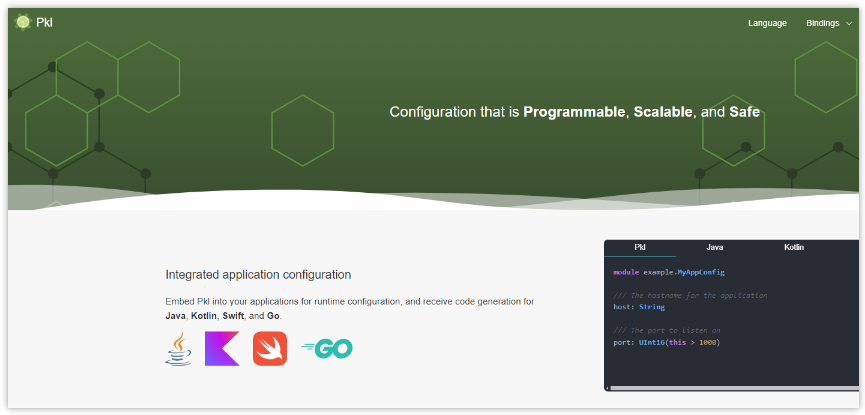 Pkl
Language Bindings
Configuration that is Programmable, Scalable, and Safe
Integrated application configuration
Embed Pkl into your applications for runtime configuration, and receive code generation for
Java, Kotlin, Swift, and Go.
GO
Pkl Java Kotlin
module example.MyAppConfig
/// The hostname for the application
host: String
/// The port to listen on
port: UInt16(this > 1000)